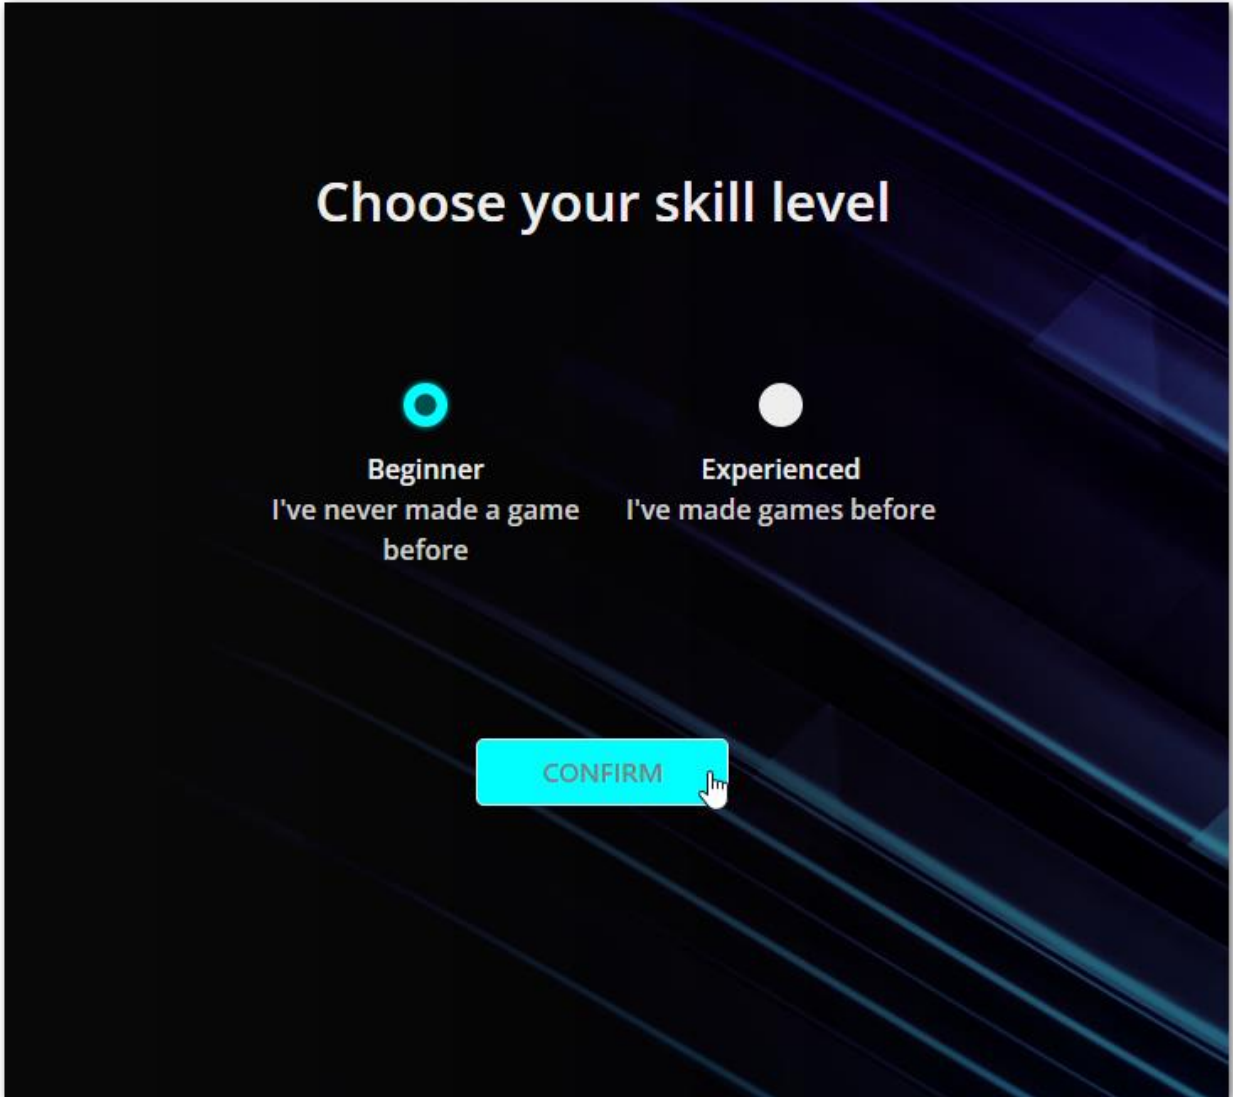 Choose your skill level
Beginner
I've never made a game
before
Experienced
I've made games before
CONFIRM